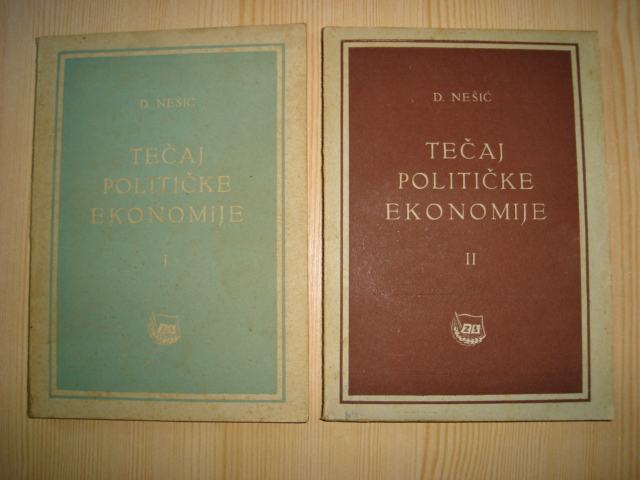 D. NEŠIĆ
TEČAJ
POLITIČKE
EKONOMIJE
I
D. NEŠIĆ
TEČAJ
POLITIČKE
EKONOMIJE
II